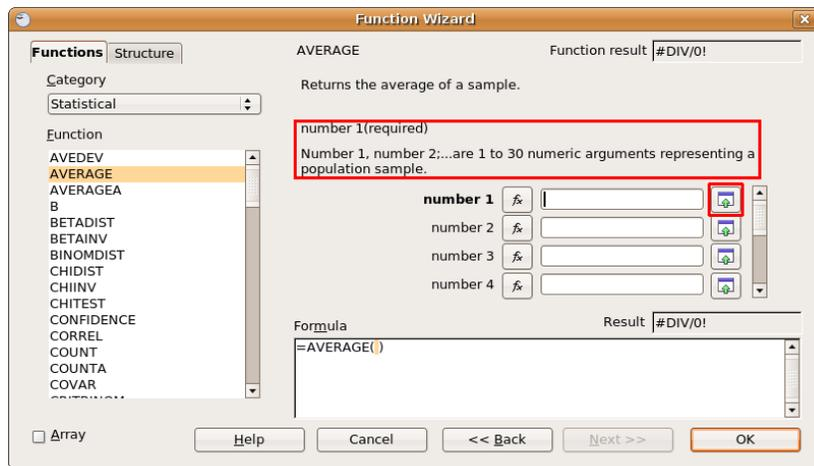 Function Wizard
Functions
Structure
AVERAGE
Function result
#DIV/0!
Category
Statistical
Returns the average of a sample.
Function
AVEDEV
AVERAGE
AVERAGEA
B
BETADIST
BETAINV
BINOMDIST
CHIDIST
CHIINV
CHITEST
CONFIDENCE
CORREL
COUNT
COUNTA
COVAR
number 1(required)
Number 1, number 2;...are 1 to 30 numeric arguments representing a
population sample.
number 1 fx
number 2 fx
number 3 fx
number 4 fx
Formula
Result
#DIV/0!
=AVERAGE( )
Array
Help
Cancel
<< Back
Next >>
OK